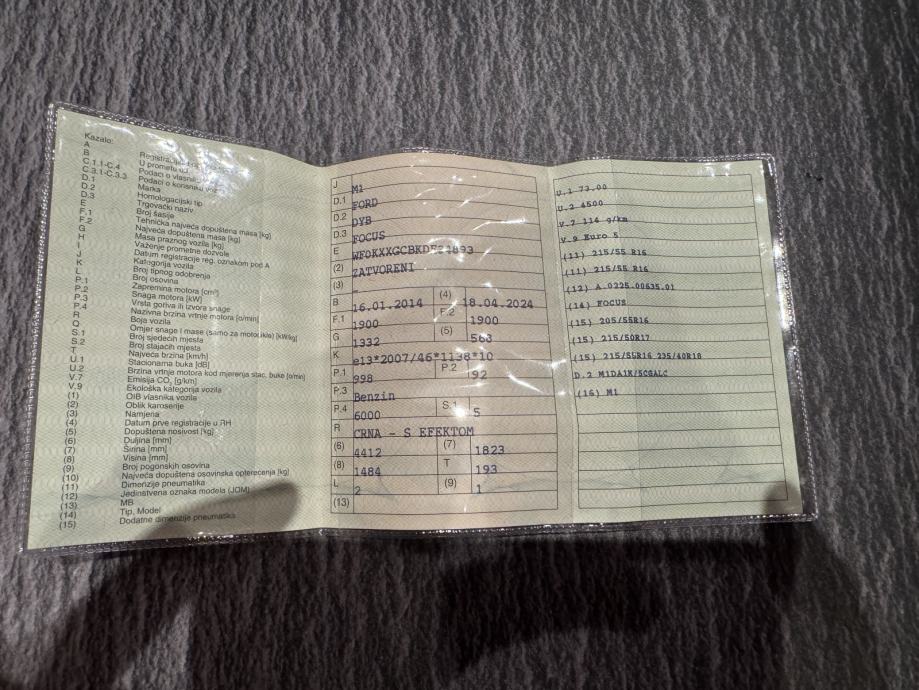 Kazalo:
A
B U prometu od
C.1.1-C.4 Podaci o
C.3.1-C.3.3 Podaci o korisniku
D.1 Marka
D.2 Homologacijski tip
D.3 Trgovački naziv
E Broj šasije
F.1 Tehnička najveća dopuštena masa [kg]
F.2 Najveća dopuštena masa [kg]
G Masa praznog vozila [kg]
H Važenje prometne dozvole
I Datum registracije reg. oznakom pod A
J Kategorija vozila
K Broj tipnog odobrenja
L Broj osovina
P.1 Zapremina motora [cm³]
P.2 Snaga motora [kW]
P.3 Vrsta goriva ili izvora snage
P.4 Nazivna brzina vrtnje motora [o/min]
R Boja vozila
Q Omjer snage i mase (samo za motocikle) [kW/kg]
S.1 Broj sjedećih mjesta
S.2 Broj stajaćih mjesta
T Najveća brzina [km/h]
U.1 Stacionarna buka [dB]
U.2 Brzina vrtnje motora kod mjerenja stac. buke [o/min]
V.7 Emisija CO₂ [g/km]
V.9 Ekološka kategorija vozila
(1) OIB vlasnika vozila
(2) Oblik karoserije
(3) Namjena
(4) Datum prve registracije u RH
(5) Dopuštena nosivost [kg]
(6) Duljina [mm]
(7) Širina [mm]
(8) Visina [mm]
(9) Broj pogonskih osovina
(10) Najveća dopuštena osovinska opterećenja [kg]
(11) Dimenzije pneumatika
(12) Jedinstvena oznaka modela (JOM)
(13) MB
(14) Tip, Model
(15) Dodatne dimenzije pneumatika
J M1
D.1 FORD
D.2 DYB
D.3 FOCUS
E
(2) ZATVORENI
(3) –
B 16.01.2014 (4) 18.04.2024
F.1 1900 F.2 1900
G 1332 (5) 568
K e13*2007/46*1138*10
P.1 998 P.2 92
P.3 Benzin
P.4 6000 S.1 5
R CRNA - S EFEKTOM
(6) 4412 (7) 1823
(8) 1484 T 193
L 2 (9) 1
(13)
U.1 73.00
U.2 4500
V.7 114 g/km
V.9 Euro 5
(11) 215/55 R16
(11) 215/55 R16
(12) A.0225.00635.01
(14) FOCUS
(15) 205/55R16
(15) 215/50R17
(15) 215/55R16 235/40R18
D.2 M1DA1K/5CGALC
(16) M1